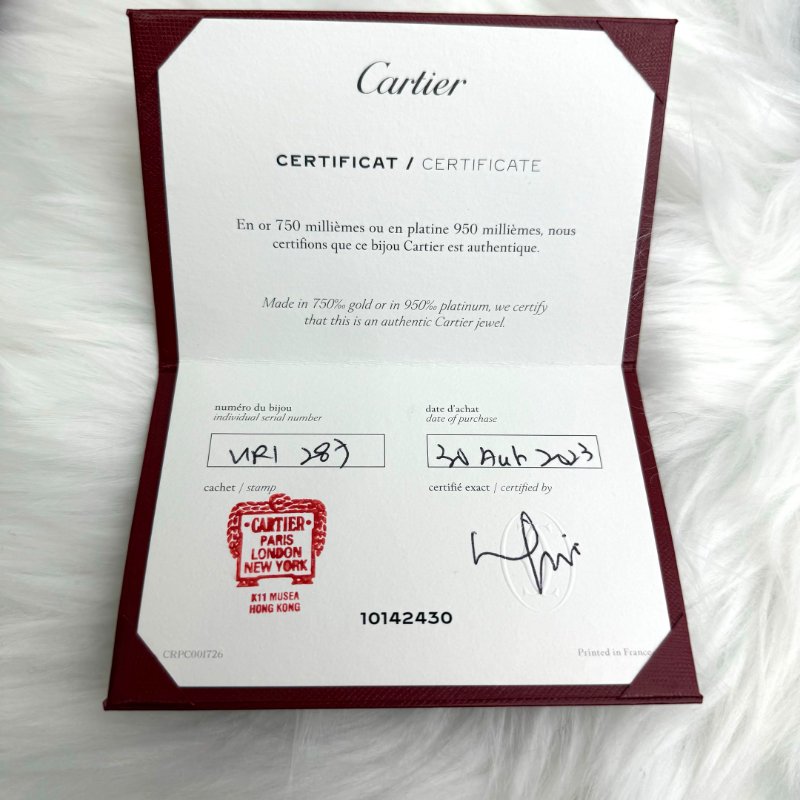 Cartier
CERTIFICAT / CERTIFICATE
En or 750 millièmes ou en platine 950 millièmes, nous
certifions que ce bijou Cartier est authentique.
Made in 750‰ gold or in 950‰ platinum, we certify
that this is an authentic Cartier jewel.
numéro du bijou
individual serial number
date d'achat
date of purchase
2023
cachet / stamp
certifié exact / certified by
CARTIER
PARIS
LONDON
NEW YORK
K11 MUSEA
HONG KONG
10142430
CRPC001726
Printed in France